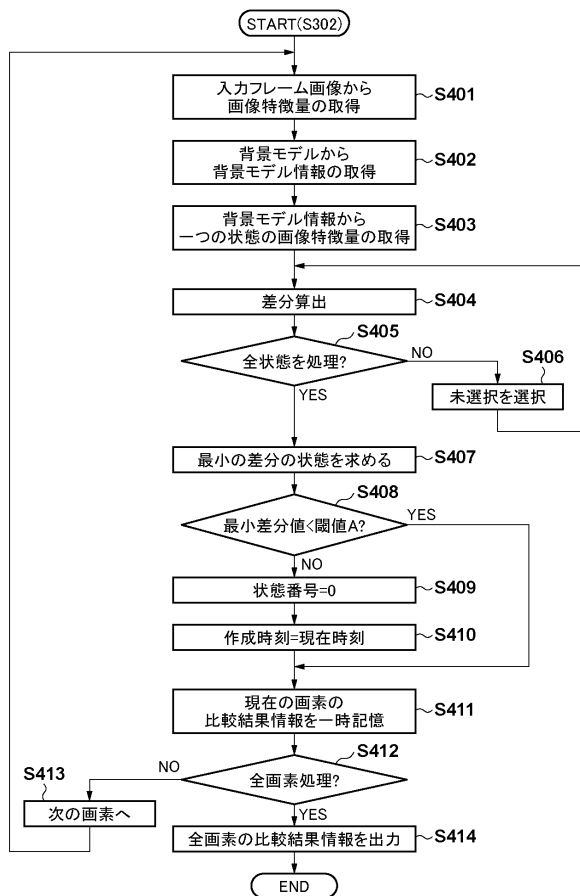 START(S302)
入力フレーム画像から
画像特徴量の取得
S401
背景モデルから
背景モデル情報の取得
S402
背景モデル情報から
一つの状態の画像特徴量の取得
S403
差分算出
S404
S405
全状態を処理?
NO
YES
S406
未選択を選択
最小の差分の状態を求める
S407
S408
最小差分値<閾値A?
YES
NO
状態番号=0
S409
作成時刻=現在時刻
S410
現在の画素の
比較結果情報を一時記憶
S411
S412
全画素処理?
NO
YES
S413
次の画素へ
全画素の比較結果情報を出力
S414
END